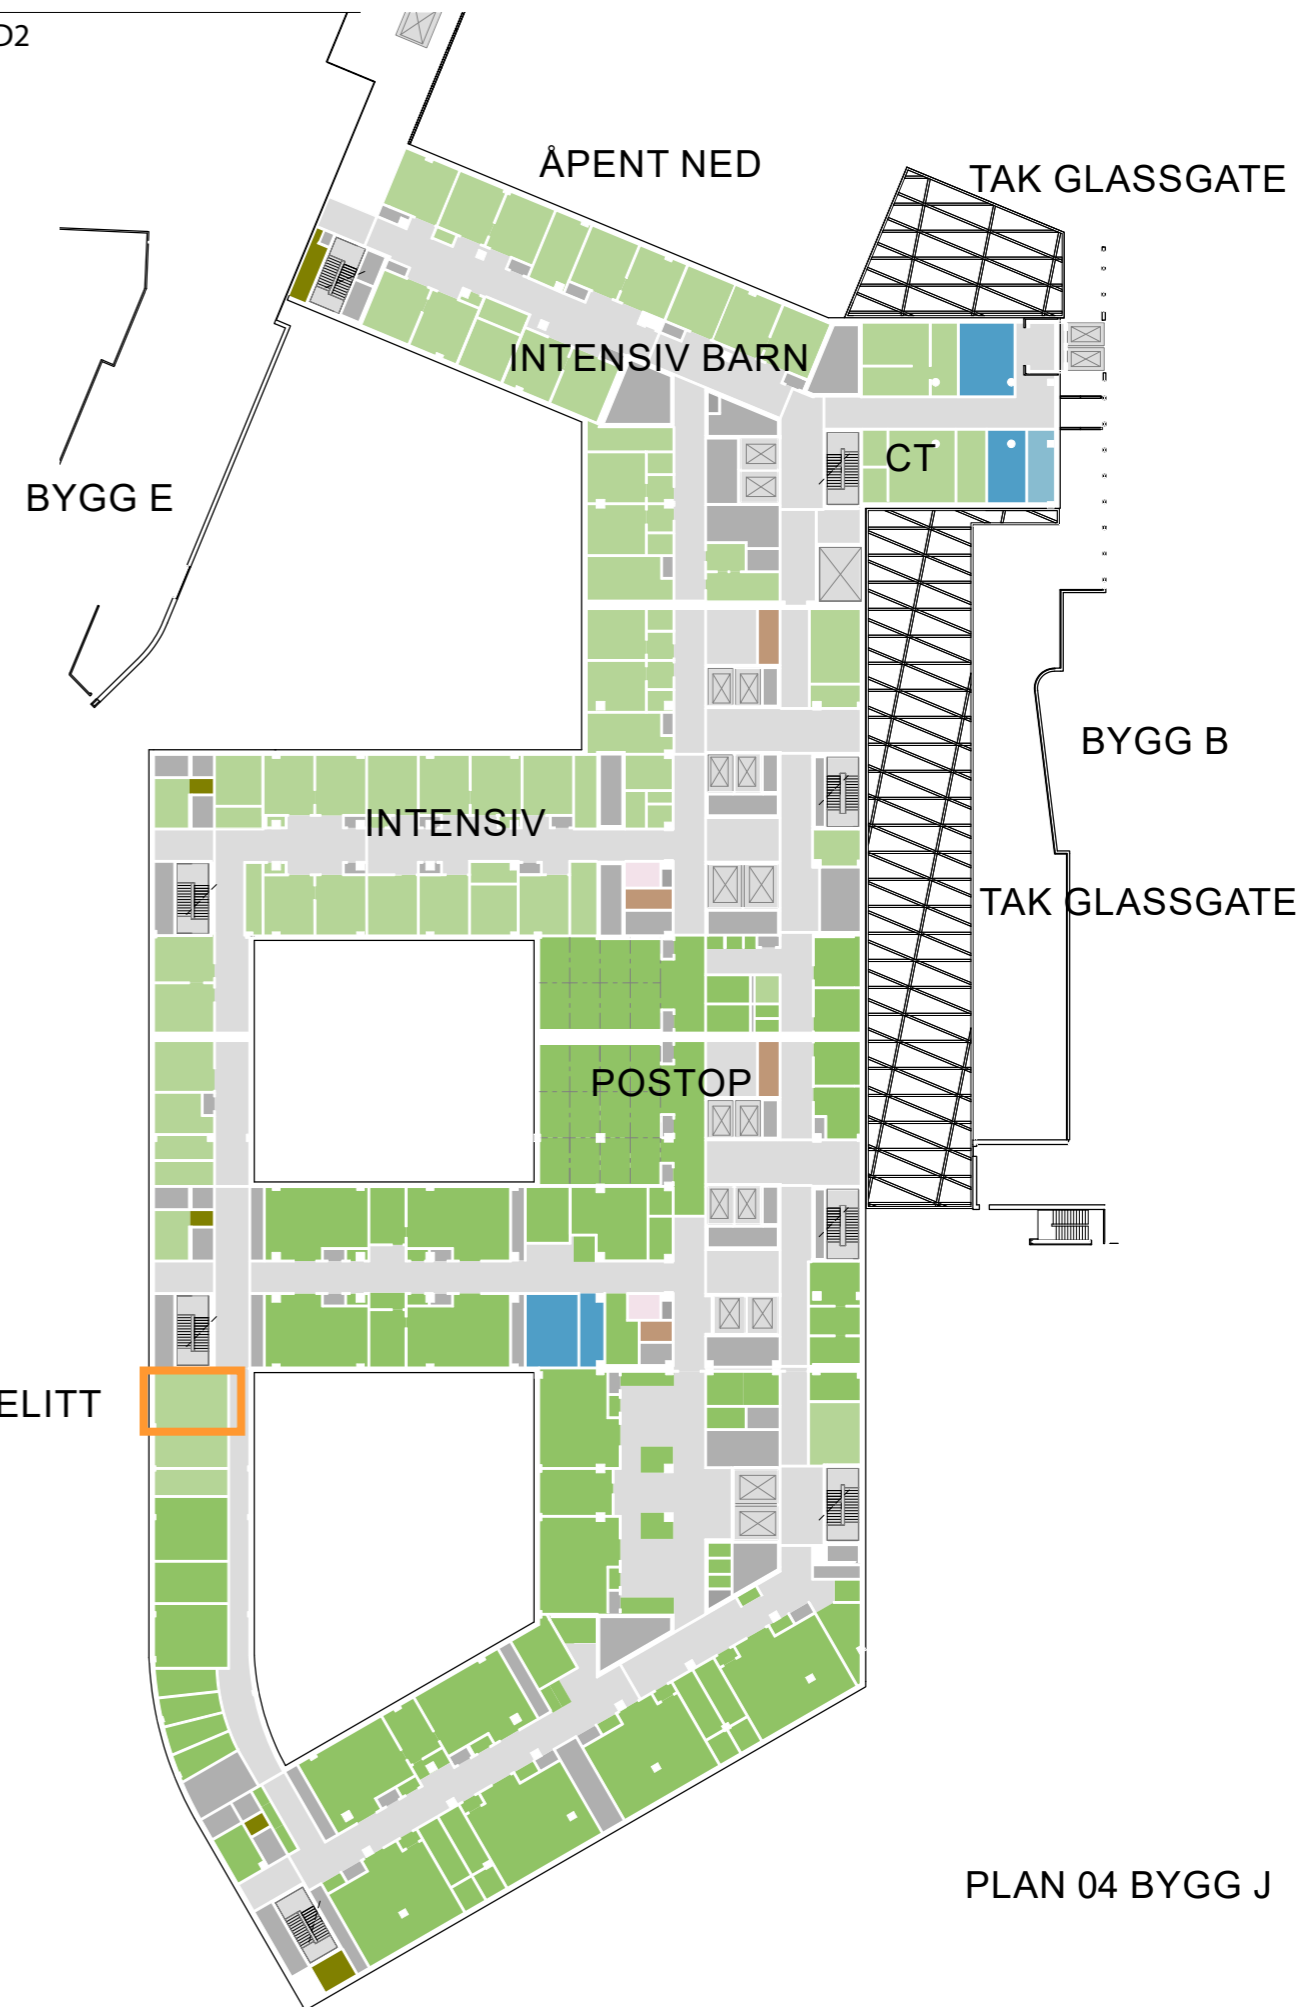 D2
ÅPENT NED
TAK GLASSGATE
INTENSIV BARN
CT
BYGG E
BYGG B
INTENSIV
TAK GLASSGATE
POSTOP
ELITT
PLAN 04 BYGG J